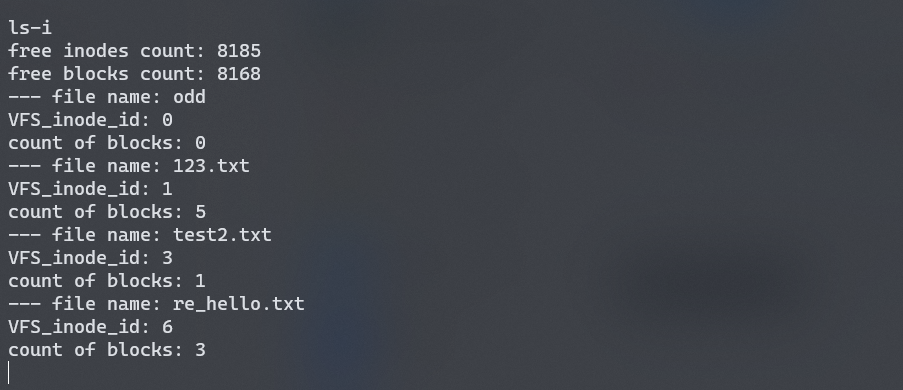 ls-i
free inodes count: 8185
free blocks count: 8168
--- file name: odd
VFS_inode_id: 0
count of blocks: 0
--- file name: 123.txt
VFS_inode_id: 1
count of blocks: 5
--- file name: test2.txt
VFS_inode_id: 3
count of blocks: 1
--- file name: re_hello.txt
VFS_inode_id: 6
count of blocks: 3